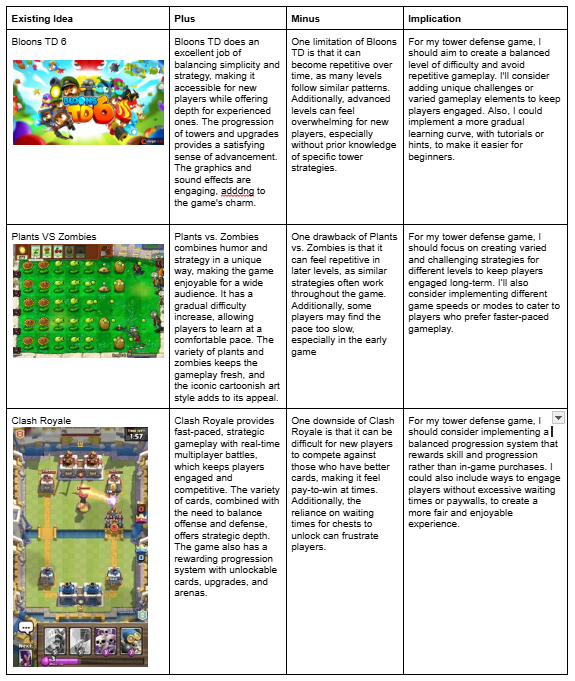 Existing Idea
Plus
Minus
Implication
Bloons TD 6
BLOONS
TD6
Bloons TD does an
excellent job of
balancing simplicity and
strategy, making it
accessible for new
players while offering
depth for experienced
ones. The progression
of towers and upgrades
provides a satisfying
sense of advancement.
The graphics and
sound effects are
engaging, adddng to
the game's charm.
One limitation of Bloons
TD is that it can
become repetitive over
time, as many levels
follow similar patterns.
Additionally, advanced
levels can feel
overwhelming for new
players, especially
without prior knowledge
of specific tower
strategies.
For my tower defense game, I
should aim to create a balanced
level of difficulty and avoid
repetitive gameplay. I'll consider
adding unique challenges or
varied gameplay elements to keep
players engaged. Also, I could
implement a more gradual
learning curve, with tutorials or
hints, to make it easier for
beginners.
Plants VS Zombies
Plants vs. Zombies
combines humor and
strategy in a unique
way, making the game
enjoyable for a wide
audience. It has a
gradual difficulty
increase, allowing
players to learn at a
comfortable pace. The
variety of plants and
zombies keeps the
gameplay fresh, and
the iconic cartoonish art
style adds to its appeal.
One drawback of Plants
vs. Zombies is that it
can feel repetitive in
later levels, as similar
strategies often work
throughout the game.
Additionally, some
players may find the
pace too slow,
especially in the early
game
For my tower defense game, I
should focus on creating varied
and challenging strategies for
different levels to keep players
engaged long-term. I'll also
consider implementing different
game speeds or modes to cater to
players who prefer faster-paced
gameplay.
Clash Royale
1:57
Next
Clash Royale provides
fast-paced, strategic
gameplay with real-time
multiplayer battles,
which keeps players
engaged and
competitive. The variety
of cards, combined with
the need to balance
offense and defense,
offers strategic depth.
The game also has a
rewarding progression
system with unlockable
cards, upgrades, and
arenas.
One downside of Clash
Royale is that it can be
difficult for new players
to compete against
those who have better
cards, making it feel
pay-to-win at times.
Additionally, the
reliance on waiting
times for chests to
unlock can frustrate
players.
For my tower defense game, I
should consider implementing a
balanced progression system that
rewards skill and progression
rather than in-game purchases. I
could also include ways to engage
players without excessive waiting
times or paywalls, to create a
more fair and enjoyable
experience.